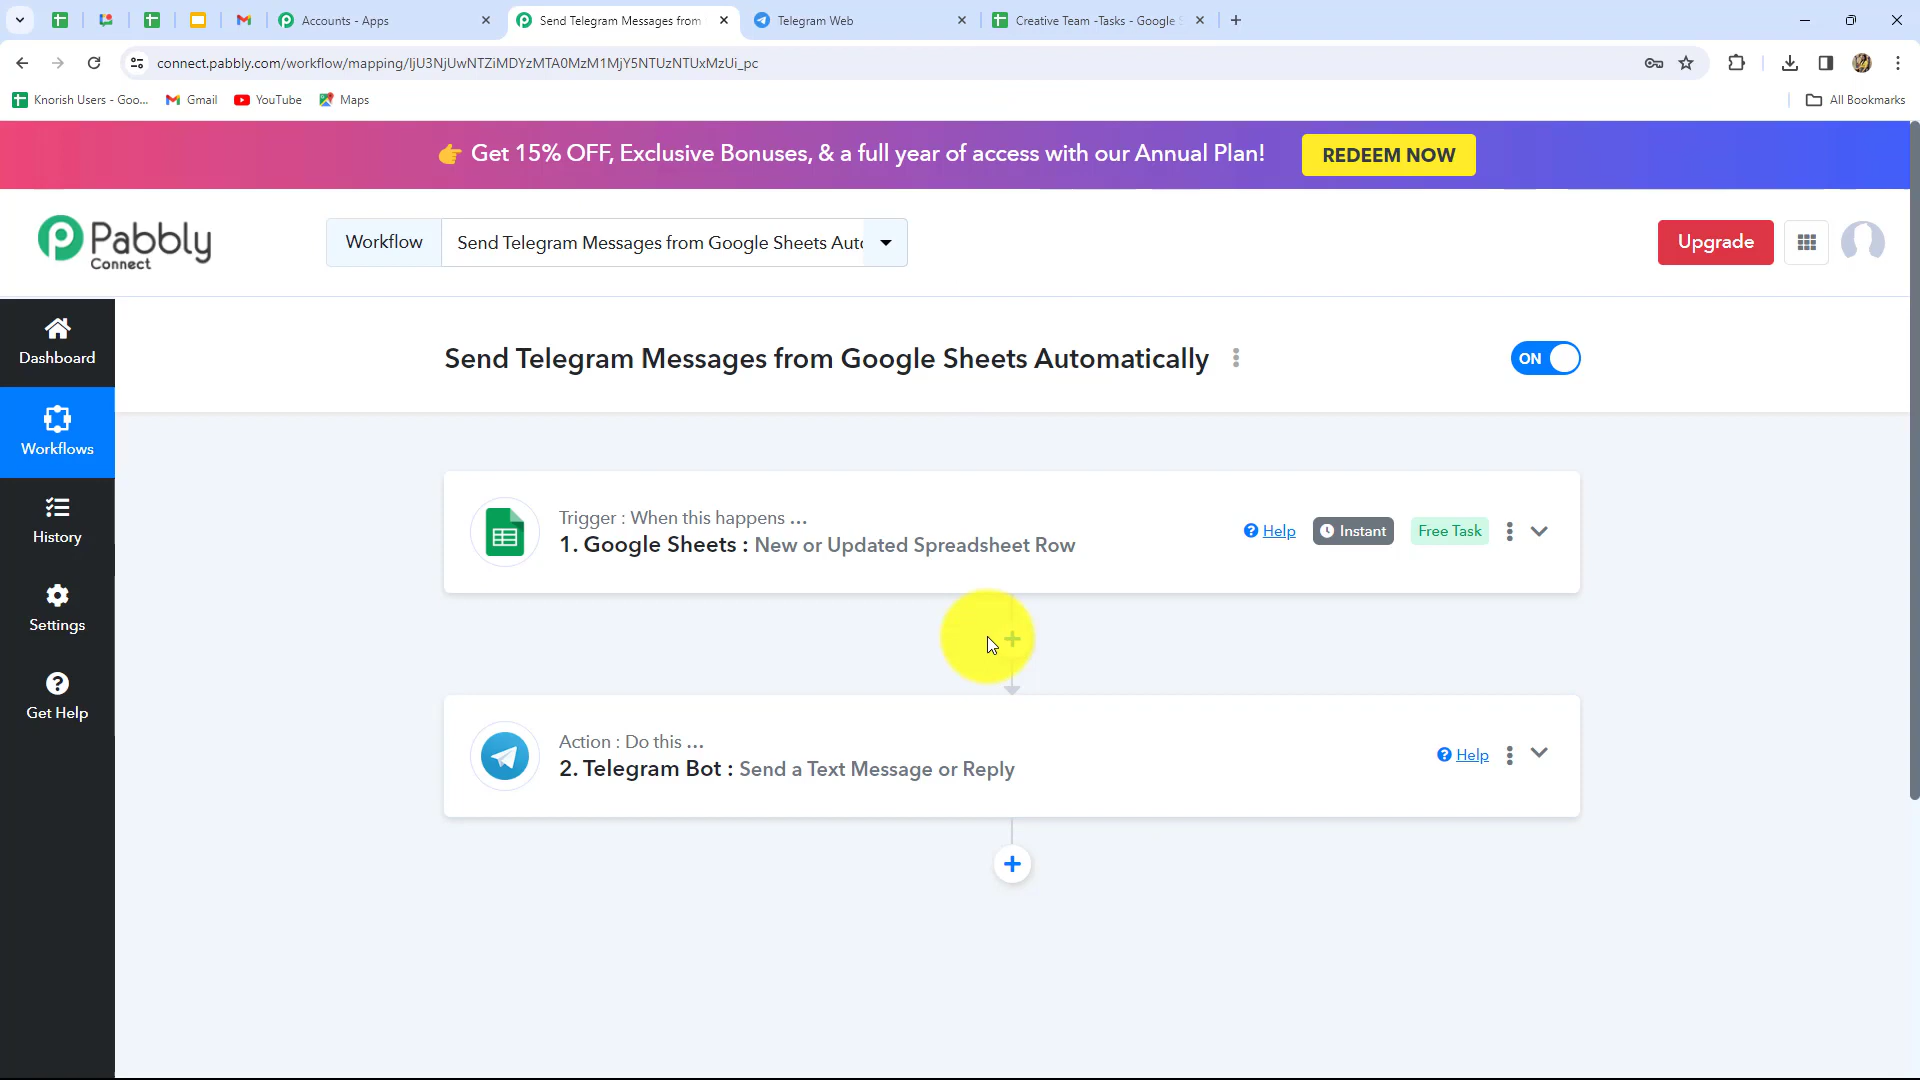 Accounts - Apps
Send Telegram Messages from
Telegram Web
Creative Team -Tasks - Google
connect.pabbly.com/workflow/mapping/IjU3NjUwNTZiMDYzMTA0MzM1MjY5NTUzNTUxMzUi_pc
Knorish Users - Goo...
Gmail
YouTube
Maps
All Bookmarks
Get 15% OFF, Exclusive Bonuses, & a full year of access with our Annual Plan!
REDEEM NOW
Pabbly
Connect
Workflow
Send Telegram Messages from Google Sheets Auto
Upgrade
Dashboard
Workflows
History
Settings
Get Help
Send Telegram Messages from Google Sheets Automatically
ON
Trigger : When this happens ...
1. Google Sheets : New or Updated Spreadsheet Row
Help
Instant
Free Task
Action : Do this ...
2. Telegram Bot : Send a Text Message or Reply
Help